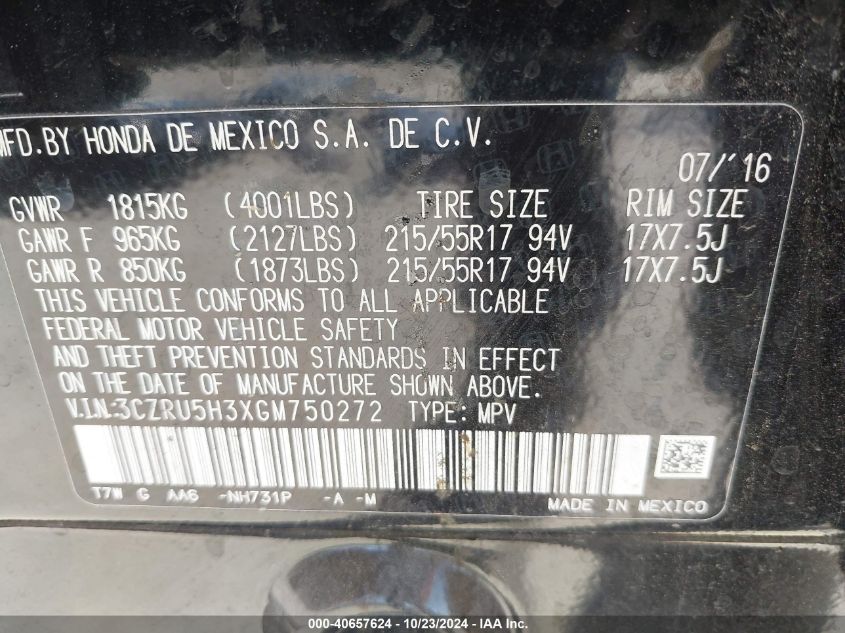 MFD.BY HONDA DE MEXICO S.A. DE C.V.
07/'16
GVWR 1815KG (4001LBS) TIRE SIZE RIM SIZE
GAWR F 965KG (2127LBS) 215/55R17 94V 17X7.5J
GAWR R 850KG (1873LBS) 215/55R17 94V 17X7.5J
THIS VEHICLE CONFORMS TO ALL APPLICABLE
FEDERAL MOTOR VEHICLE SAFETY
AND THEFT PREVENTION STANDARDS IN EFFECT
ON THE DATE OF MANUFACTURE SHOWN ABOVE.
V.I.N.:3CZRU5H3XGM750272 TYPE: MPV
T7W G AA6 -NH731P -A -M
MADE IN MEXICO
000-40657624 - 10/23/2024 - IAA Inc.